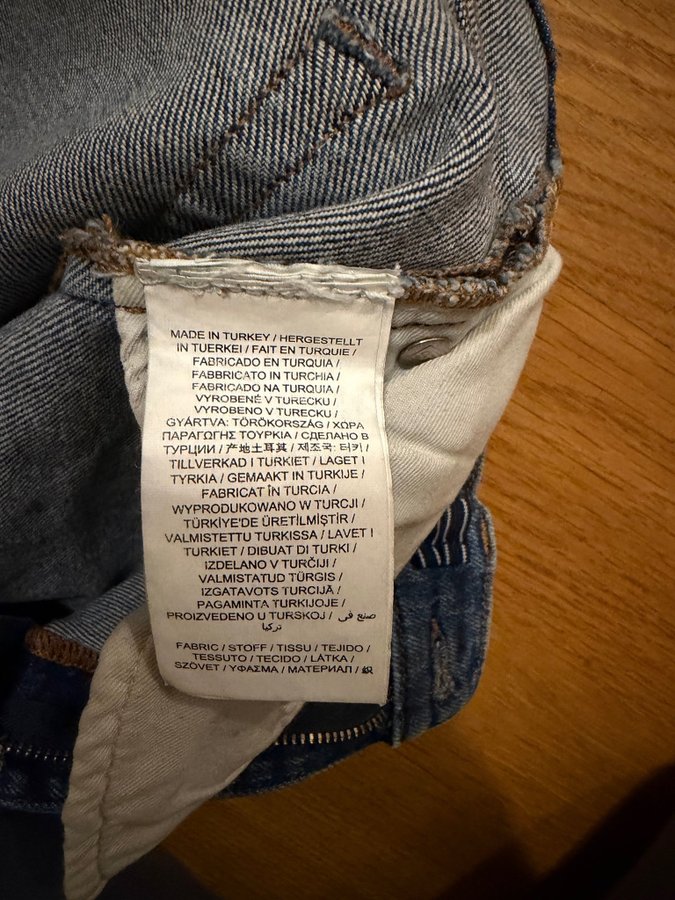 MADE IN TURKEY / HERGESTELLT
IN TUERKEI / FAIT EN TURQUIE /
FABRICADO EN TURQUIA /
FABBRICATO IN TURCHIA /
FABRICADO NA TURQUIA /
VYROBENÉ V TURECKU /
VYROBENO V TURECKU /
GYÁRTVA: TÖRÖKORSZÁG / ΧΩΡΑ
ΠΑΡΑΓΩΓΗΣ ΤΟΥΡΚΙΑ / СДЕЛАНО В
ТУРЦИИ / 产地土耳其 / 제조국: 터키 /
TILLVERKAD I TURKIET / LAGET I
TYRKIA / GEMAAKT IN TURKIJE /
FABRICAT ÎN TURCIA /
WYPRODUKOWANO W TURCJI /
TÜRKİYE'DE ÜRETİLMİŞTİR /
VALMISTETTU TURKISSA / LAVET I
TURKIET / DIBUAT DI TURKI /
IZDELANO V TURČIJI /
VALMISTATUD TÜRGIS /
IZGATAVOTS TURCIJĀ /
PAGAMINTA TURKIJOJE /
PROIZVEDENO U TURSKOJ / صنع في
تركيا
FABRIC / STOFF / TISSU / TEJIDO /
TESSUTO / TECIDO / LÁTKA /
SZÖVET / ΥΦΑΣΜΑ / МАТЕРИАЛ /